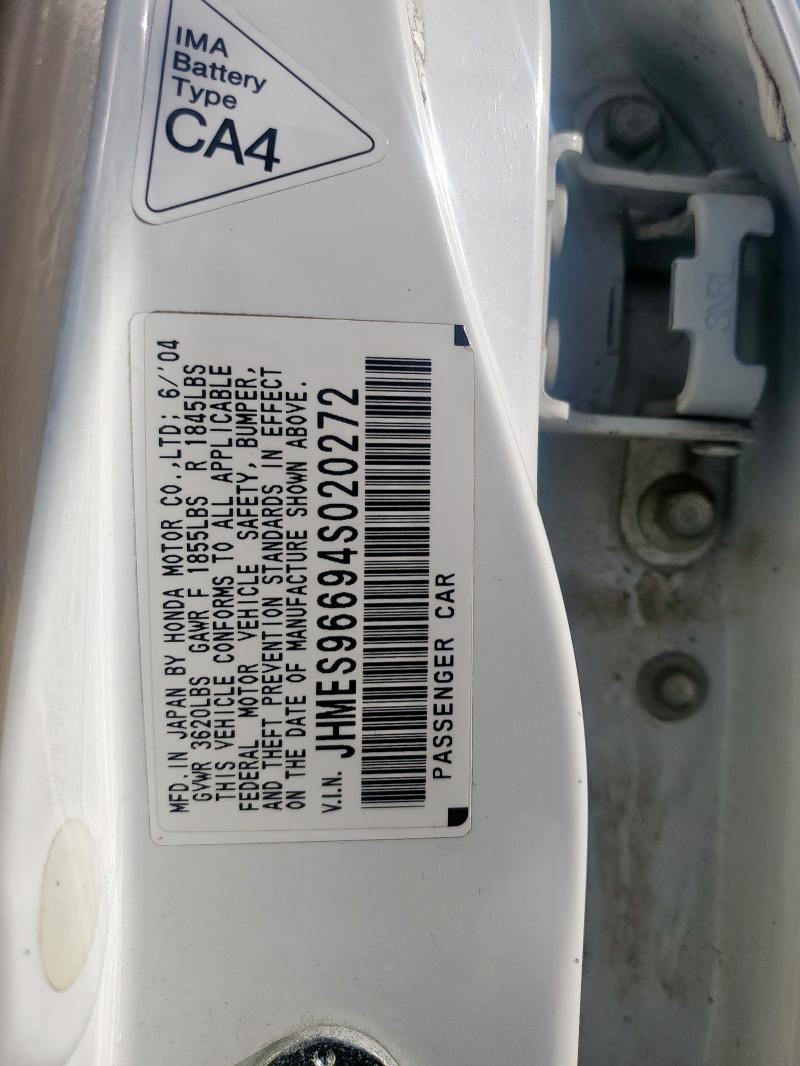 IMA
Battery
Type
CA4
MFD. IN JAPAN BY HONDA MOTOR CO.,LTD; 6/'04
GVWR 3620LBS GAWR F 1855LBS R 1845LBS
THIS VEHICLE CONFORMS TO ALL APPLICABLE
FEDERAL MOTOR VEHICLE SAFETY, BUMPER,
AND THEFT PREVENTION STANDARDS IN EFFECT
ON THE DATE OF MANUFACTURE SHOWN ABOVE.
V.I.N. JHMES96694S020272
PASSENGER CAR
SNRL